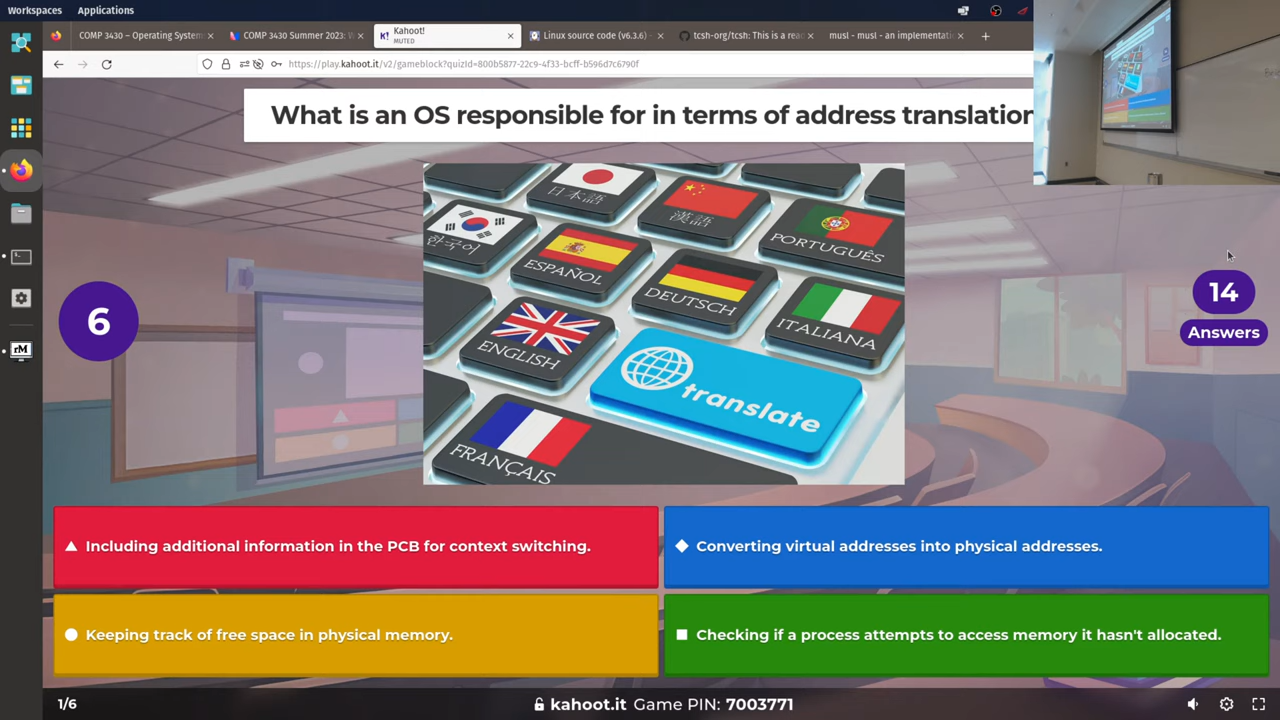 Workspaces Applications
COMP 3430 – Operating System
COMP 3430 Summer 2023:
Kahoot!
MUTED
Linux source code (v6.3.6) –
tcsh-org/tcsh: This is a rea
musl - musl - an implementati
https://play.kahoot.it/v2/gameblock?quizId=800b5877-22c9-4f33-bcff-b596d7c6790f
What is an OS responsible for in terms of address translation
日本語
漢語
PORTUGUÊS
한국어
ESPAÑOL
DEUTSCH
ITALIANA
ENGLISH
translate
FRANÇAIS
6
14
Answers
Including additional information in the PCB for context switching.
Converting virtual addresses into physical addresses.
Keeping track of free space in physical memory.
Checking if a process attempts to access memory it hasn't allocated.
1/6
kahoot.it Game PIN: 7003771
rM